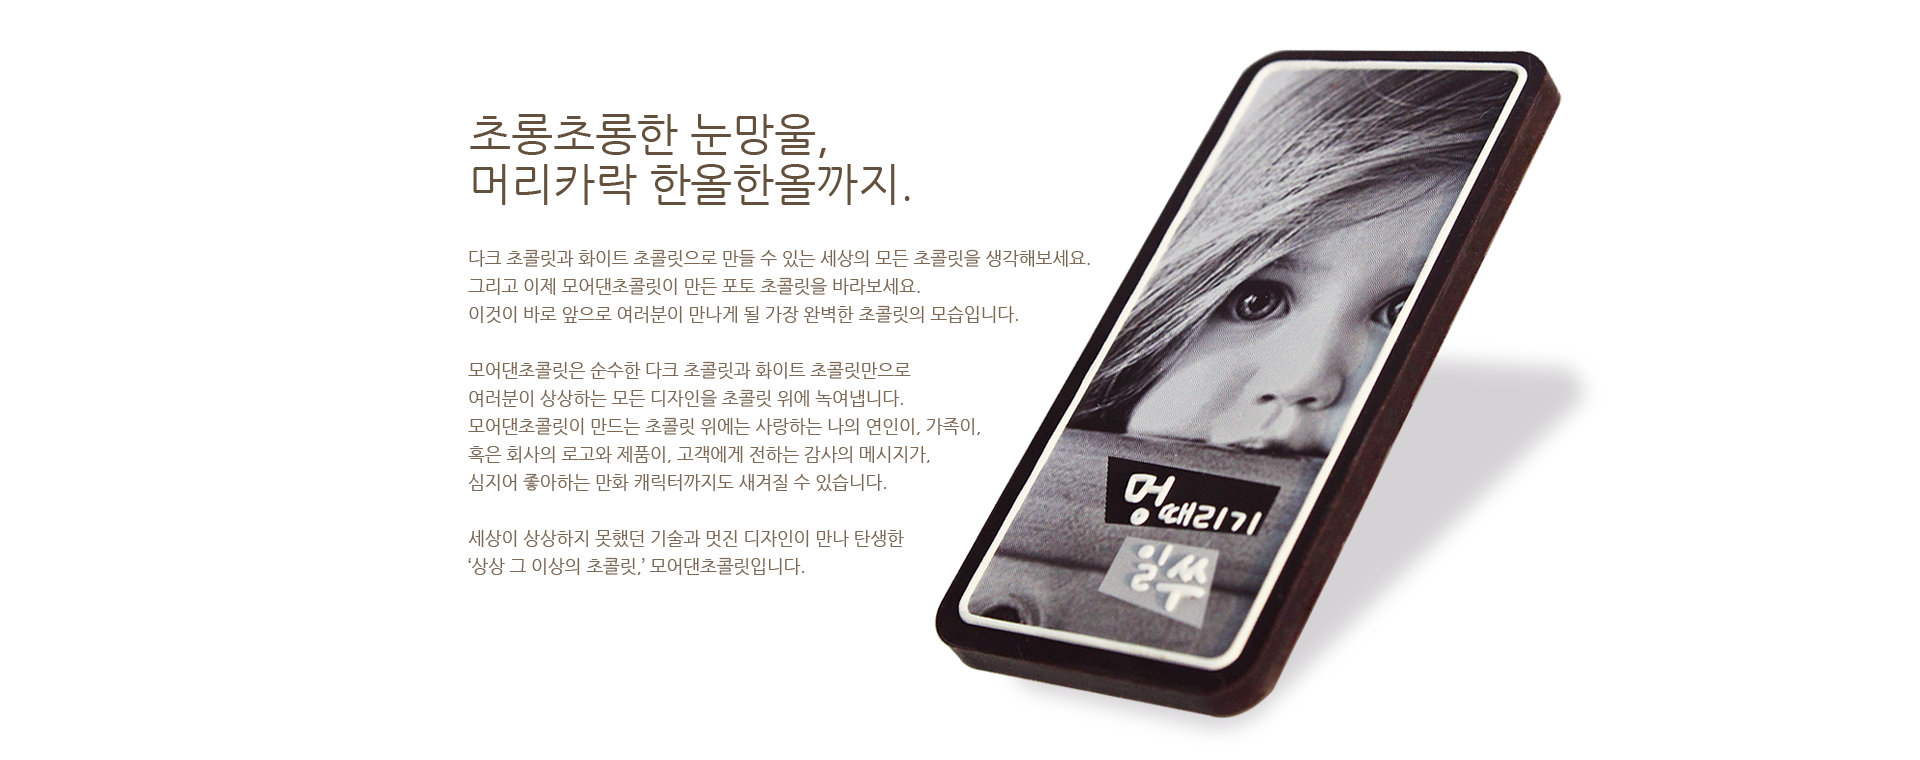 초롱초롱한 눈망울,
머리카락 한올한올까지.
다크 초콜릿과 화이트 초콜릿으로 만들 수 있는 세상의 모든 초콜릿을 생각해보세요.
그리고 이제 모어댄초콜릿이 만든 포토 초콜릿을 바라보세요.
이것이 바로 앞으로 여러분이 만나게 될 가장 완벽한 초콜릿의 모습입니다.
모어댄초콜릿은 순수한 다크 초콜릿과 화이트 초콜릿만으로
여러분이 상상하는 모든 디자인을 초콜릿 위에 녹여냅니다.
모어댄초콜릿이 만드는 초콜릿 위에는 사랑하는 나의 연인이, 가족이,
혹은 회사의 로고와 제품이, 고객에게 전하는 감사의 메시지가,
심지어 좋아하는 만화 캐릭터까지도 새겨질 수 있습니다.
세상이 상상하지 못했던 기술과 멋진 디자인이 만나 탄생한
‘상상 그 이상의 초콜릿,’ 모어댄초콜릿입니다.
멍때리기
일쑤